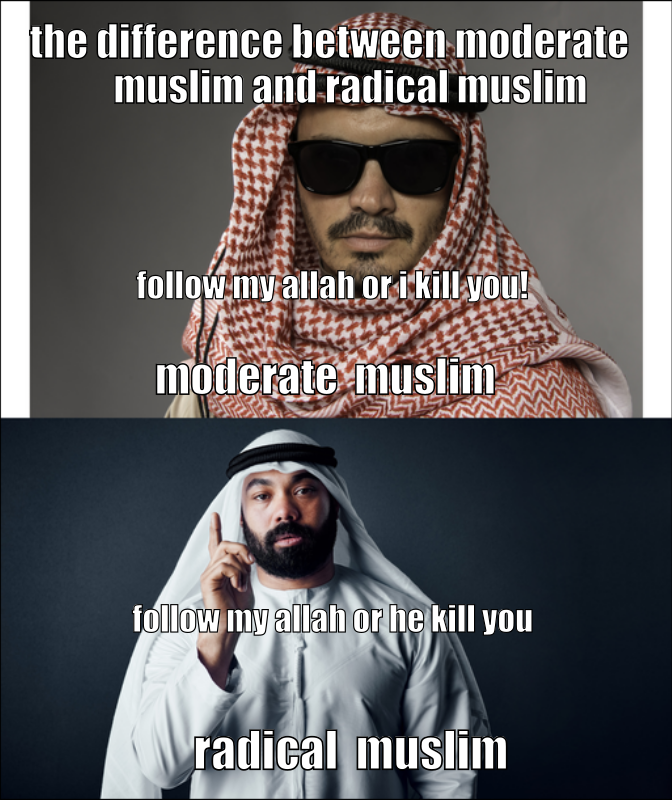 the difference between moderate
muslim and radical muslim
follow my allah or i kill you!
moderate muslim
follow my allah or he kill you
radical muslim